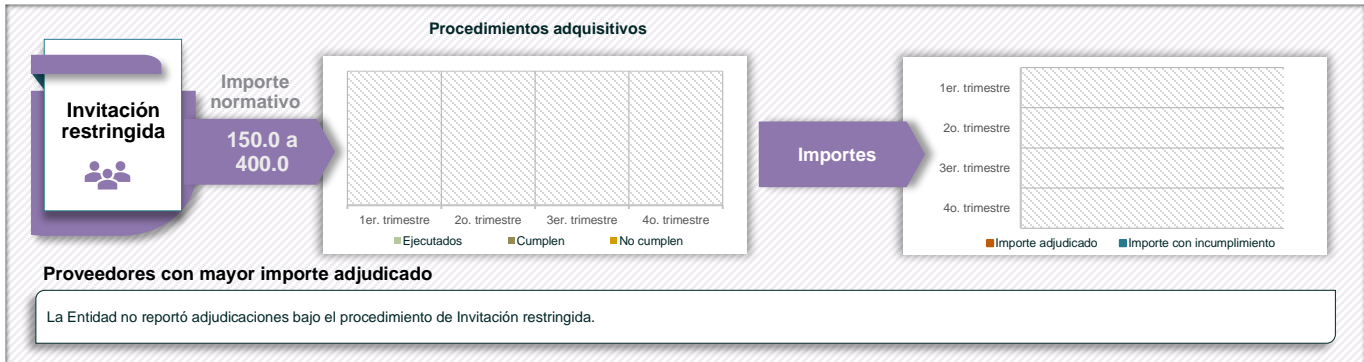 Procedimientos adquisitivos
Invitación
restringida
Importe
normativo
150.0 a
400.0
1er. trimestre 2o. trimestre 3er. trimestre 4o. trimestre
Ejecutados Cumplen No cumplen
Importes
1er. trimestre
2o. trimestre
3er. trimestre
4o. trimestre
Importe adjudicado Importe con incumplimiento
Proveedores con mayor importe adjudicado
La Entidad no reportó adjudicaciones bajo el procedimiento de Invitación restringida.